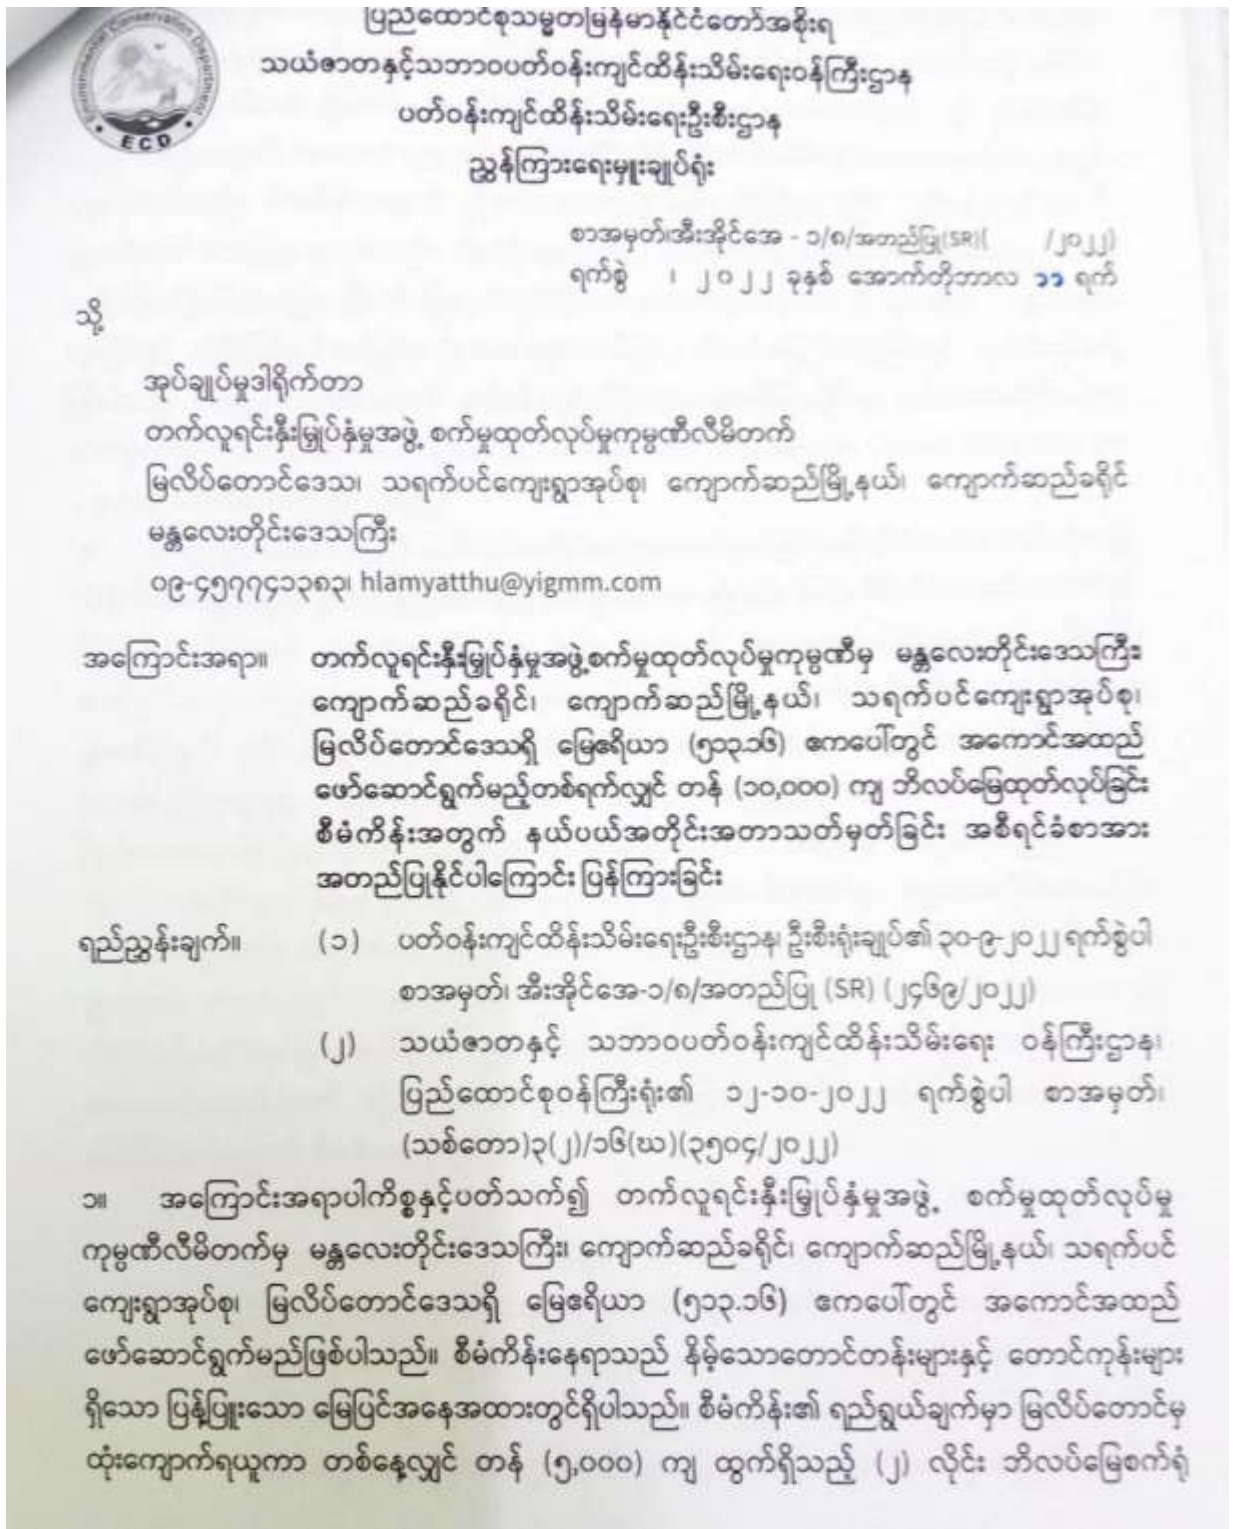 Environmental Conservation Department
ECD
ပြည်ထောင်စုသမ္မတမြန်မာနိုင်ငံတော်အစိုးရ
သယံဇာတနှင့်သဘာဝပတ်ဝန်းကျင်ထိန်းသိမ်းရေးဝန်ကြီးဌာန
ပတ်ဝန်းကျင်ထိန်းသိမ်းရေးဦးစီးဌာန
ညွှန်ကြားရေးမှူးချုပ်ရုံး
စာအမှတ်၊အီးအိုင်အေ - ၁/၈/အတည်ပြု(SR)( /၂၀၂၂)
ရက်စွဲ ၊ ၂၀၂၂ ခုနှစ် အောက်တိုဘာလ ၁၁ ရက်
သို့
အုပ်ချုပ်မှုဒါရိုက်တာ
တက်လူရင်းနှီးမြှုပ်နှံမှုအဖွဲ့ စက်မှုထုတ်လုပ်မှုကုမ္ပဏီလီမိတက်
မြလိပ်တောင်ဒေသ၊ သရက်ပင်ကျေးရွာအုပ်စု၊ ကျောက်ဆည်မြို့နယ်၊ ကျောက်ဆည်ခရိုင်
မန္တလေးတိုင်းဒေသကြီး
၀၉-၄၅၇၇၄၁၃၈၃၊ hlamyatthu@yigmm.com
အကြောင်းအရာ။ တက်လူရင်းနှီးမြှုပ်နှံမှုအဖွဲ့စက်မှုထုတ်လုပ်မှုကုမ္ပဏီမှ မန္တလေးတိုင်းဒေသကြီး၊
ကျောက်ဆည်ခရိုင်၊ ကျောက်ဆည်မြို့နယ်၊ သရက်ပင်ကျေးရွာအုပ်စု၊
မြလိပ်တောင်ဒေသရှိ မြေဧရိယာ (၅၁၃.၁၆) ဧကပေါ်တွင် အကောင်အထည်
ဖော်ဆောင်ရွက်မည့်တစ်ရက်လျှင် တန် (၁၀,၀၀၀) ကျ ဘိလပ်မြေထုတ်လုပ်ခြင်း
စီမံကိန်းအတွက် နယ်ပယ်အတိုင်းအတာသတ်မှတ်ခြင်း အစီရင်ခံစာအား
အတည်ပြုနိုင်ပါကြောင်း ပြန်ကြားခြင်း
ရည်ညွှန်းချက်။ (၁) ပတ်ဝန်းကျင်ထိန်းသိမ်းရေးဦးစီးဌာန၊ ဦးစီးရုံးချုပ်၏ ၃၀-၉-၂၀၂၂ ရက်စွဲပါ
စာအမှတ်၊ အီးအိုင်အေ-၁/၈/အတည်ပြု (SR) (၂၄၆၉/၂၀၂၂)
(၂) သယံဇာတနှင့် သဘာဝပတ်ဝန်းကျင်ထိန်းသိမ်းရေး ဝန်ကြီးဌာန၊
ပြည်ထောင်စုဝန်ကြီးရုံး၏ ၁၂-၁၀-၂၀၂၂ ရက်စွဲပါ စာအမှတ်၊
(သစ်တော)၃(၂)/၁၆(ဃ)(၃၅၀၄/၂၀၂၂)
၁။ အကြောင်းအရာပါကိစ္စနှင့်ပတ်သက်၍ တက်လူရင်းနှီးမြှုပ်နှံမှုအဖွဲ့ စက်မှုထုတ်လုပ်မှု
ကုမ္ပဏီလီမိတက်မှ မန္တလေးတိုင်းဒေသကြီး၊ ကျောက်ဆည်ခရိုင်၊ ကျောက်ဆည်မြို့နယ်၊ သရက်ပင်
ကျေးရွာအုပ်စု၊ မြလိပ်တောင်ဒေသရှိ မြေဧရိယာ (၅၁၃.၁၆) ဧကပေါ်တွင် အကောင်အထည်
ဖော်ဆောင်ရွက်မည်ဖြစ်ပါသည်။ စီမံကိန်းနေရာသည် နိမ့်သောတောင်တန်းများနှင့် တောင်ကုန်းများ
ရှိသော ပြန့်ပြူးသော မြေပြင်အနေအထားတွင်ရှိပါသည်။ စီမံကိန်း၏ ရည်ရွယ်ချက်မှာ မြလိပ်တောင်မှ
ထုံးကျောက်ရယူကာ တစ်နေ့လျှင် တန် (၅,၀၀၀) ကျ ထွက်ရှိသည့် (၂) လိုင်း ဘိလပ်မြေစက်ရုံ